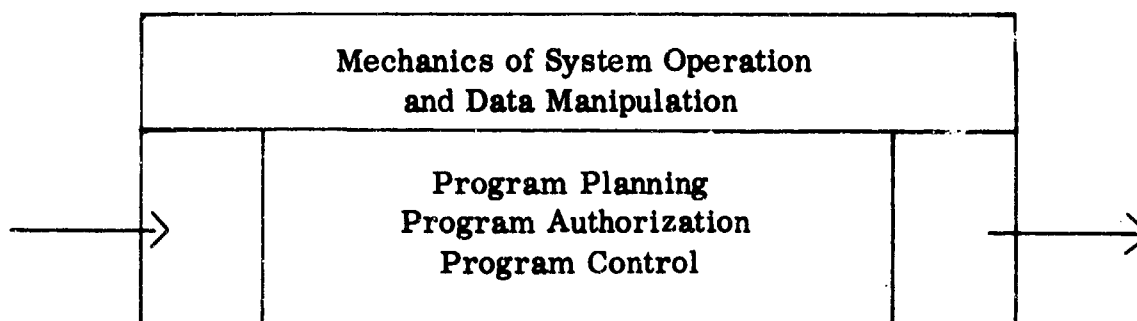 Mechanics of System Operation
and Data Manipulation
Program Planning
Program Authorization
Program Control